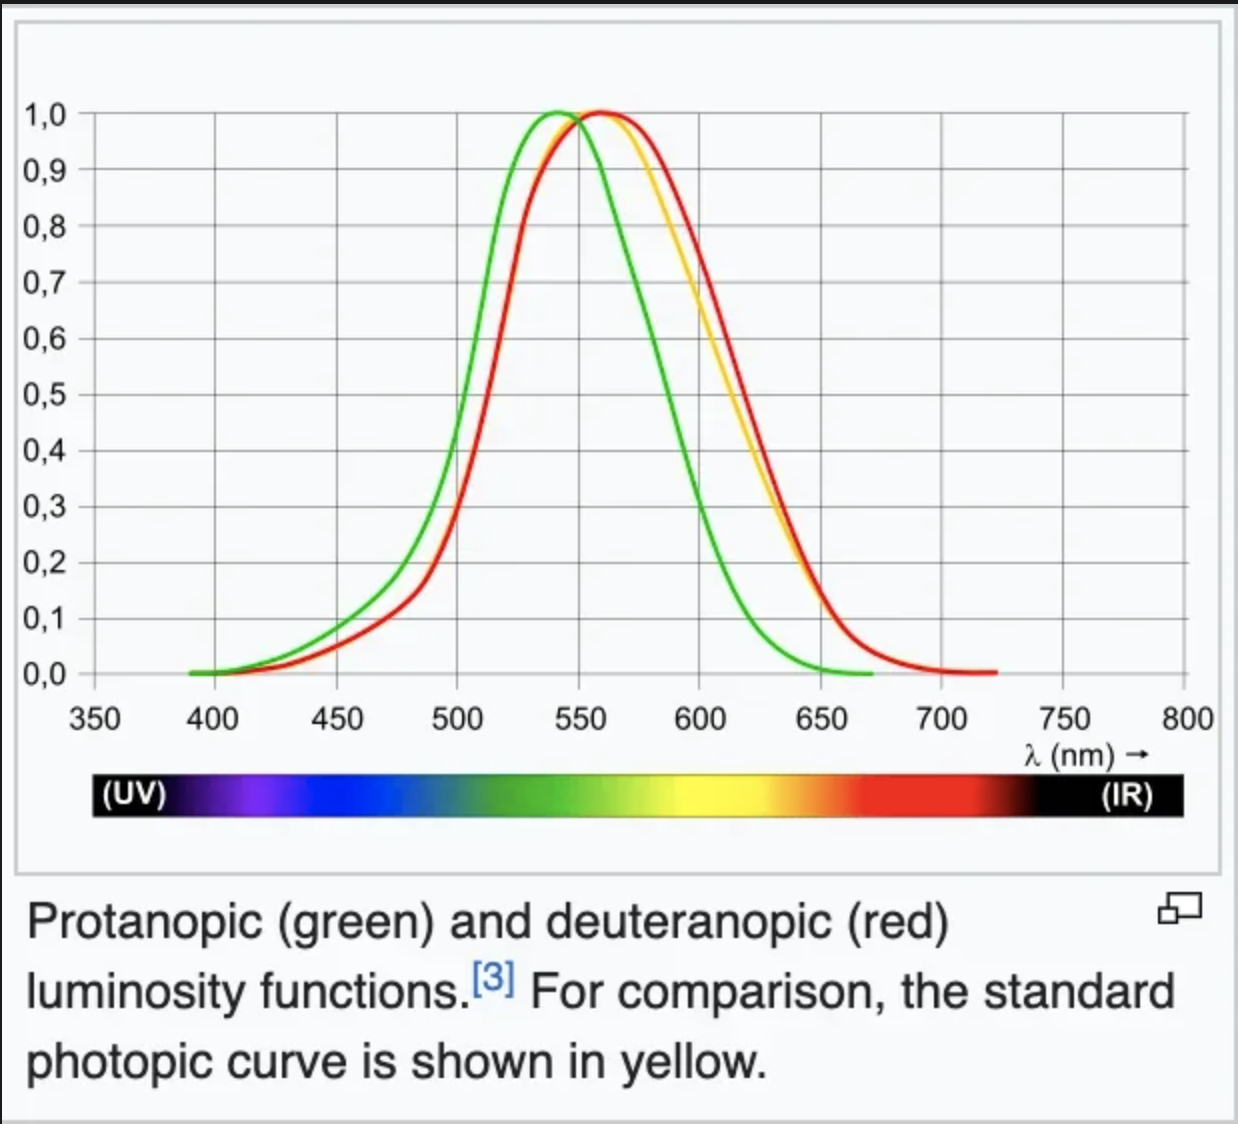 1,0
0,9
0,8
0,7
0,6
0,5
0,4
0,3
0,2
0,1
0,0
350 400 450 500 550 600 650 700 750 800
λ (nm) →
(UV) (IR)
Protanopic (green) and deuteranopic (red)
luminosity functions.[3] For comparison, the standard
photopic curve is shown in yellow.